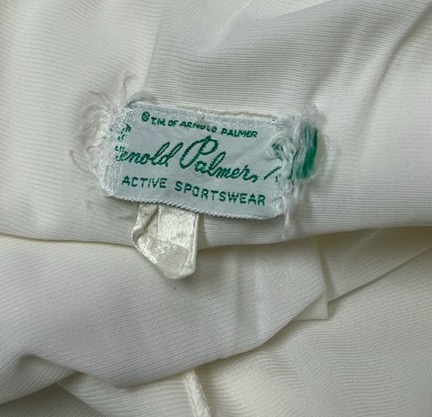 © T.M. OF ARNOLD PALMER
Arnold Palmer
ACTIVE SPORTSWEAR